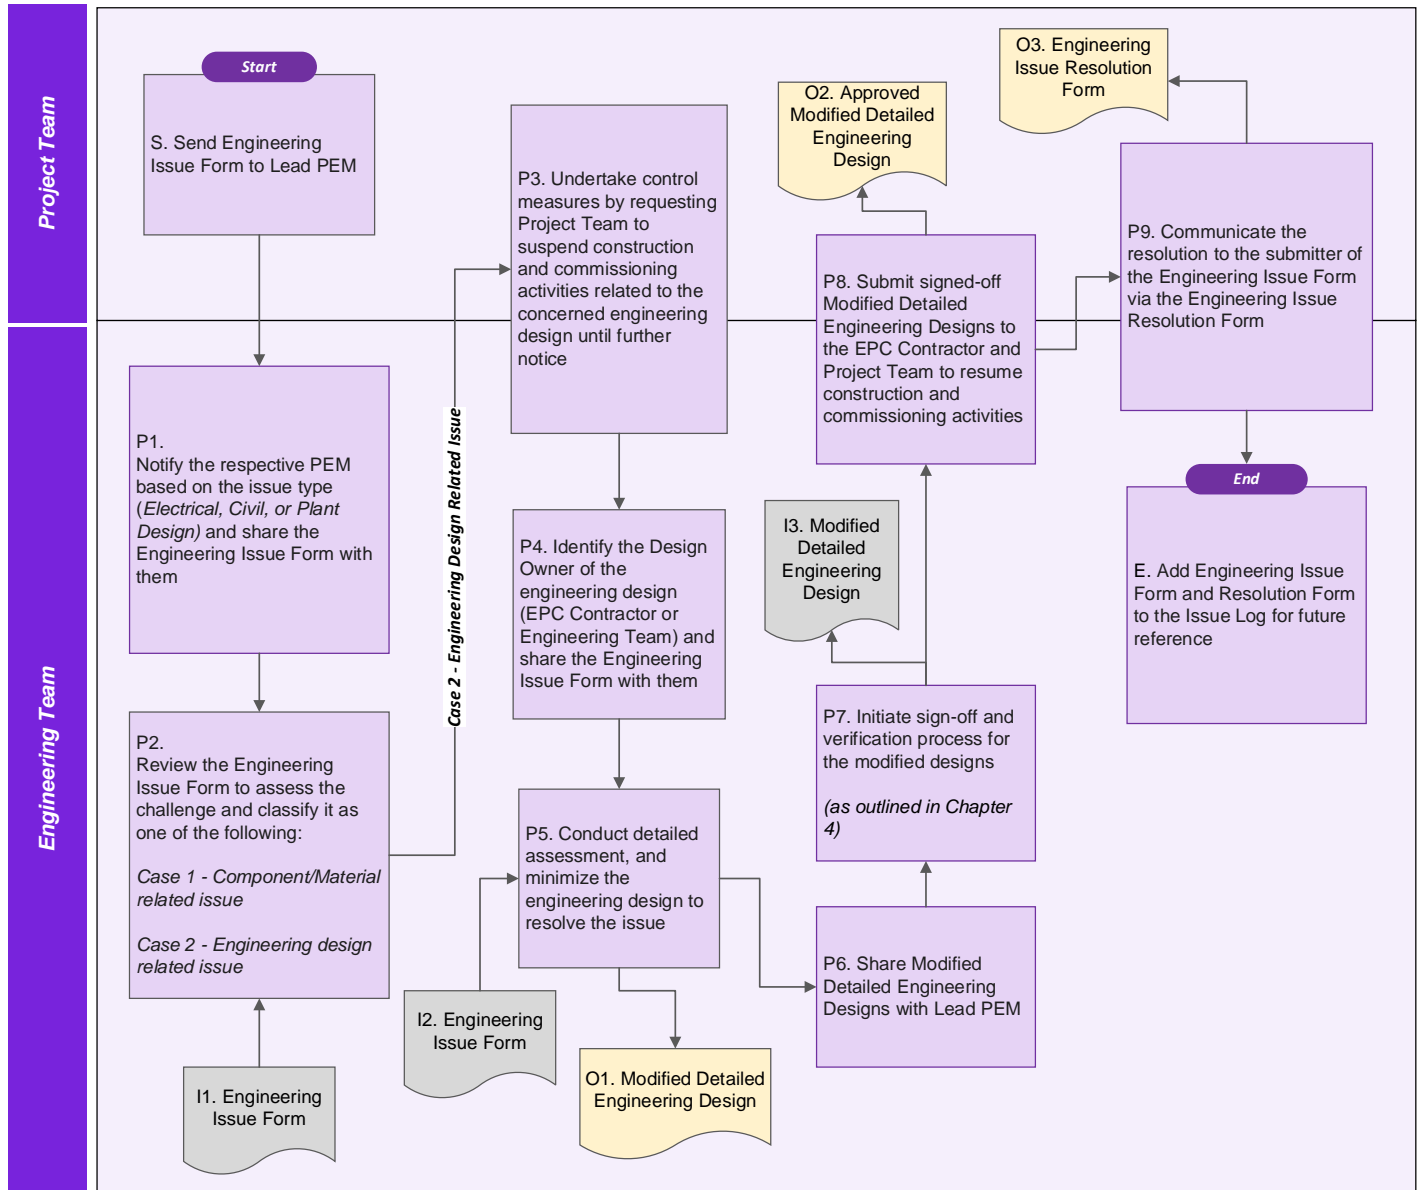 Project Team
Engineering Team
Start
S. Send Engineering
Issue Form to Lead PEM
P1.
Notify the respective PEM
based on the issue type
(Electrical, Civil, or Plant
Design) and share the
Engineering Issue Form with
them
P2.
Review the Engineering
Issue Form to assess the
challenge and classify it as
one of the following:
Case 1 - Component/Material
related issue
Case 2 - Engineering design
related issue
I1. Engineering
Issue Form
Case 2 - Engineering Design Related Issue
P3. Undertake control
measures by requesting
Project Team to
suspend construction
and commissioning
activities related to the
concerned engineering
design until further
notice
P4. Identify the Design
Owner of the
engineering design
(EPC Contractor or
Engineering Team) and
share the Engineering
Issue Form with them
P5. Conduct detailed
assessment, and
minimize the
engineering design to
resolve the issue
I2. Engineering
Issue Form
O1. Modified Detailed
Engineering Design
P6. Share Modified
Detailed Engineering
Designs with Lead PEM
P7. Initiate sign-off and
verification process for
the modified designs
(as outlined in Chapter
4)
I3. Modified
Detailed
Engineering
Design
P8. Submit signed-off
Modified Detailed
Engineering Designs to
the EPC Contractor and
Project Team to resume
construction and
commissioning activities
O2. Approved
Modified Detailed
Engineering
Design
P9. Communicate the
resolution to the submitter of
the Engineering Issue Form
via the Engineering Issue
Resolution Form
O3. Engineering
Issue Resolution
Form
End
E. Add Engineering Issue
Form and Resolution Form
to the Issue Log for future
reference